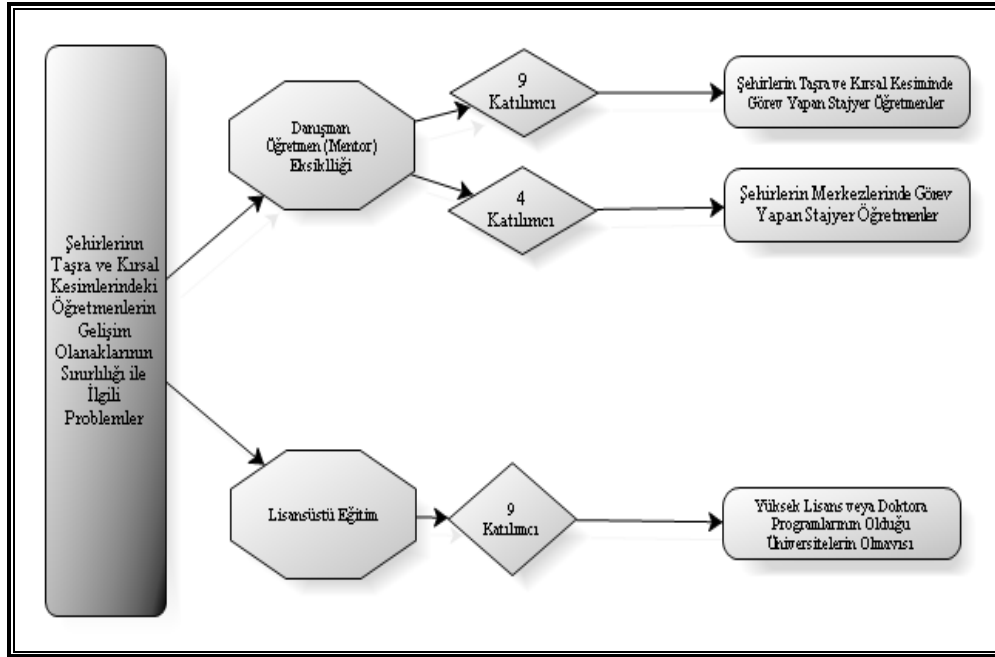 Şehirlerinn
Taşra ve Kırsal
Kesimlerindeki
Öğretmenlerin
Gelişim
Olanaklarının
Sınırlılığı ile
İlgili
Problemler
Danışman
Öğretmen (Mentor)
Eksiklliği
9
Katılımcı
Şehirlerin Taşra ve Kırsal Kesiminde
Görev Yapan Stajyer Öğretmenler
4
Katılımcı
Şehirlerin Merkezlerinde Görev
Yapan Stajyer Öğretmenler
Lisansüstü Eğitim
9
Katılımcı
Yüksek Lisans veya Doktora
Programlarının Olduğu
Üniversitelerin Olmayısı